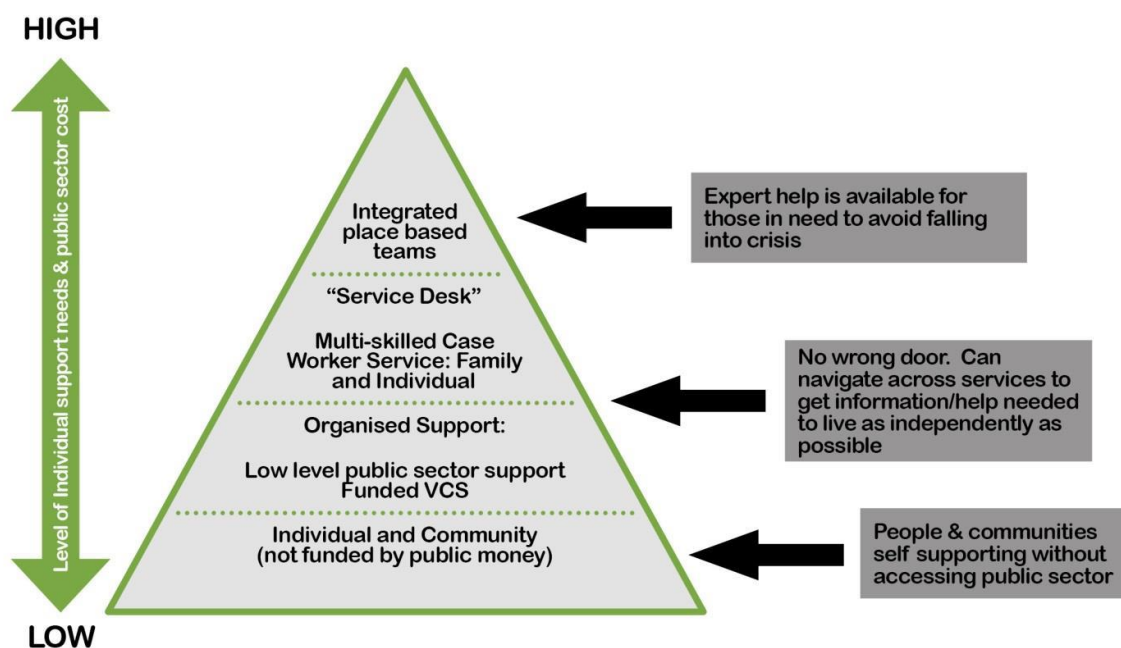 HIGH
Level of Individual support needs & public sector cost
LOW
Integrated
place based
teams
“Service Desk”
Multi-skilled Case
Worker Service: Family
and Individual
Organised Support:
Low level public sector support
Funded VCS
Individual and Community
(not funded by public money)
Expert help is available for
those in need to avoid falling
into crisis
No wrong door.  Can
navigate across services to
get information/help needed
to live as independently as
possible
People & communities
self supporting without
accessing public sector